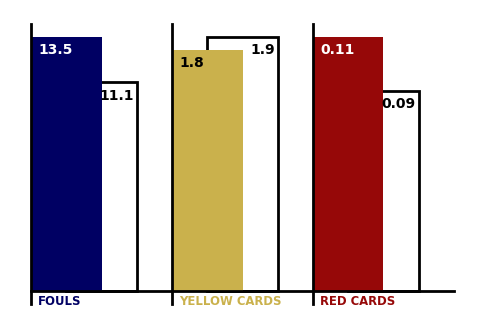 13.5
11.1
1.8
1.9
0.11
0.09
FOULS
YELLOW CARDS
RED CARDS